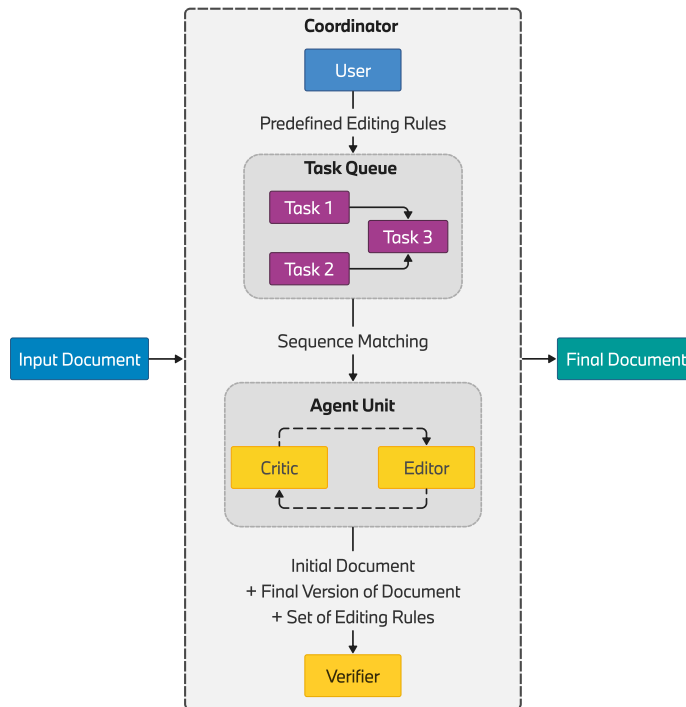 Coordinator
User
Predefined Editing Rules
Task Queue
Task 1
Task 3
Task 2
Input Document
Sequence Matching
Final Document
Agent Unit
Critic
Editor
Initial Document
+ Final Version of Document
+ Set of Editing Rules
Verifier